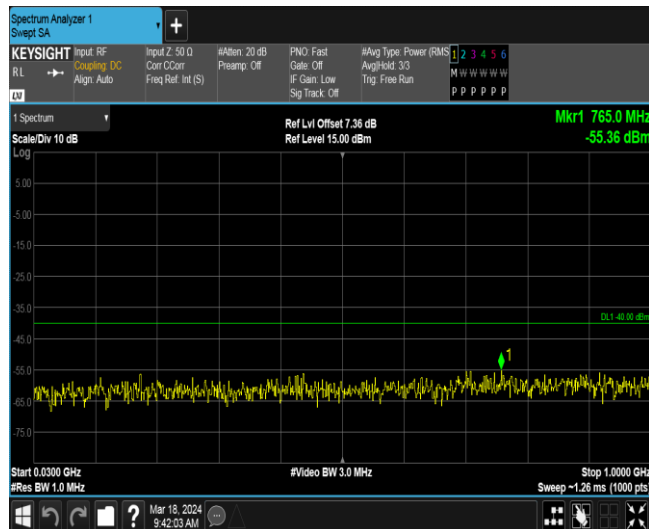 Spectrum Analyzer 1
Swept SA
+
KEYSIGHT
RL
LXI
Input: RF
Coupling: DC
Align: Auto
Input Z: 50 Ω
Corr CCorr
Freq Ref: Int (S)
#Atten: 20 dB
Preamp: Off
PNO: Fast
Gate: Off
IF Gain: Low
Sig Track: Off
#Avg Type: Power (RMS
Avg|Hold: 3/3
Trig: Free Run
1 2 3 4 5 6
M W W W W W
P P P P P P
1 Spectrum
Scale/Div 10 dB
Log
Ref Lvl Offset 7.36 dB
Ref Level 15.00 dBm
Mkr1 765.0 MHz
-55.36 dBm
5.00
-5.00
-15.0
-25.0
-35.0
DL1 -40.00 dBm
-45.0
1
-55.0
-65.0
-75.0
Start 0.0300 GHz
#Res BW 1.0 MHz
#Video BW 3.0 MHz
Stop 1.0000 GHz
Sweep ~1.26 ms (1000 pts)
?
Mar 18, 2024
9:42:03 AM